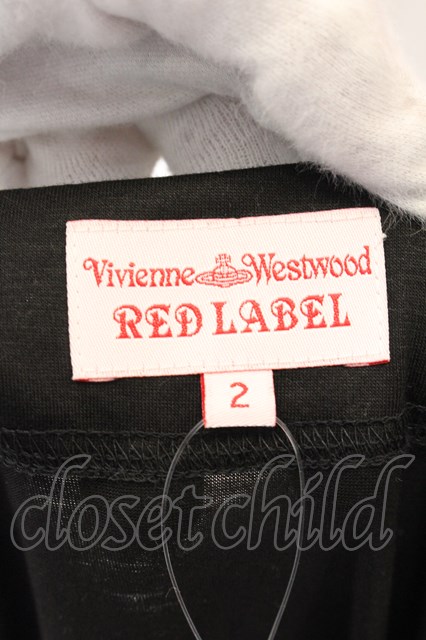 Vivienne Westwood
RED LABEL
2
closet child